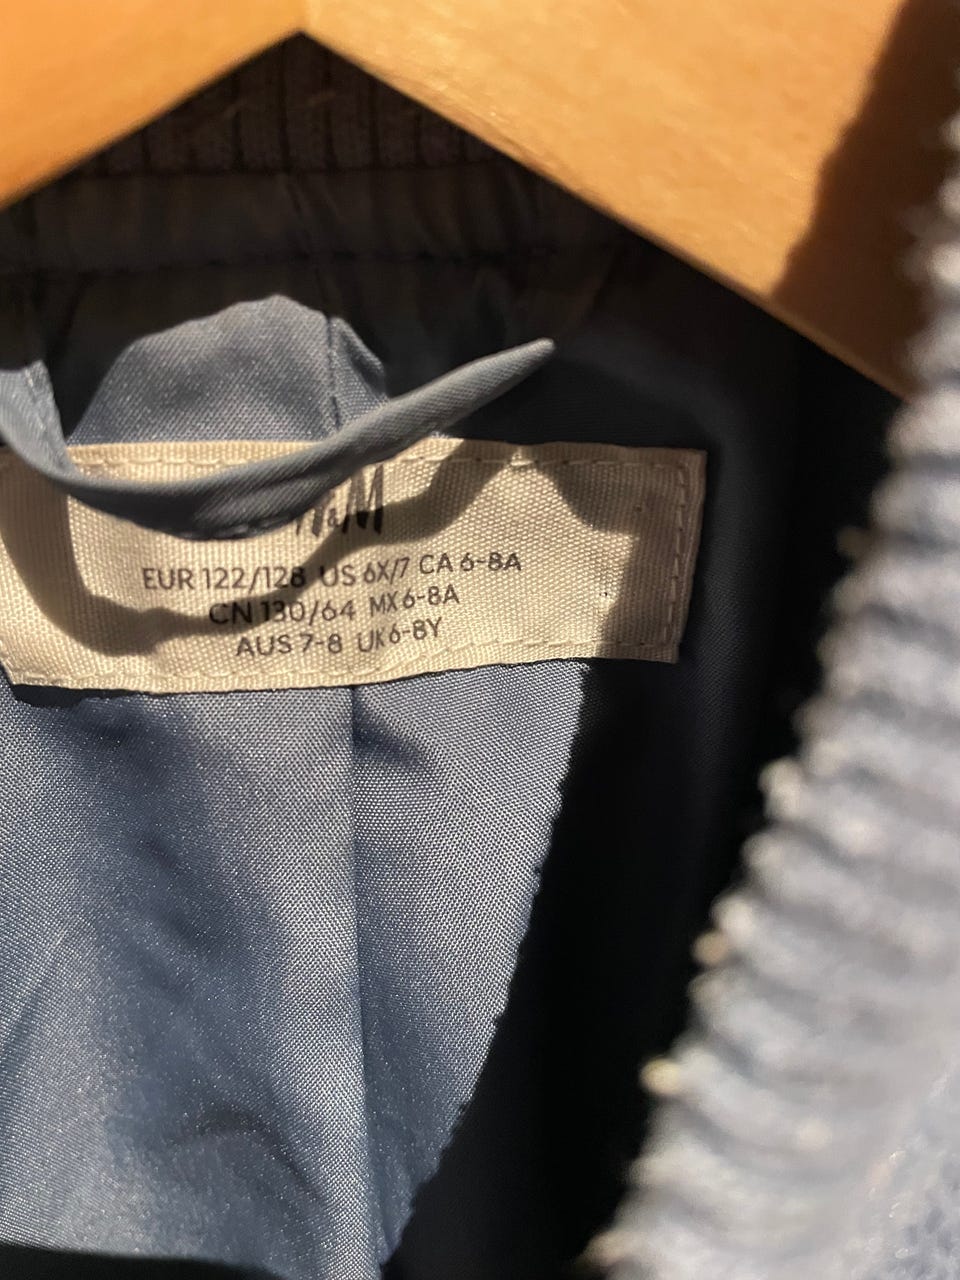 H&M
EUR 122/128 US 6X/7 CA 6-8A
CN 130/64 MX 6-8A
AUS 7-8 UK 6-8Y